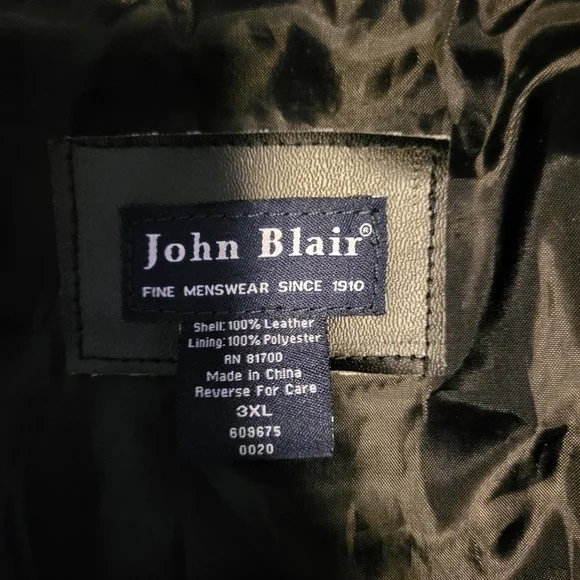 John Blair®
FINE MENSWEAR SINCE 1910
Shell: 100% Leather
Lining: 100% Polyester
RN 81700
Made in China
Reverse For Care
3XL
609675
0020